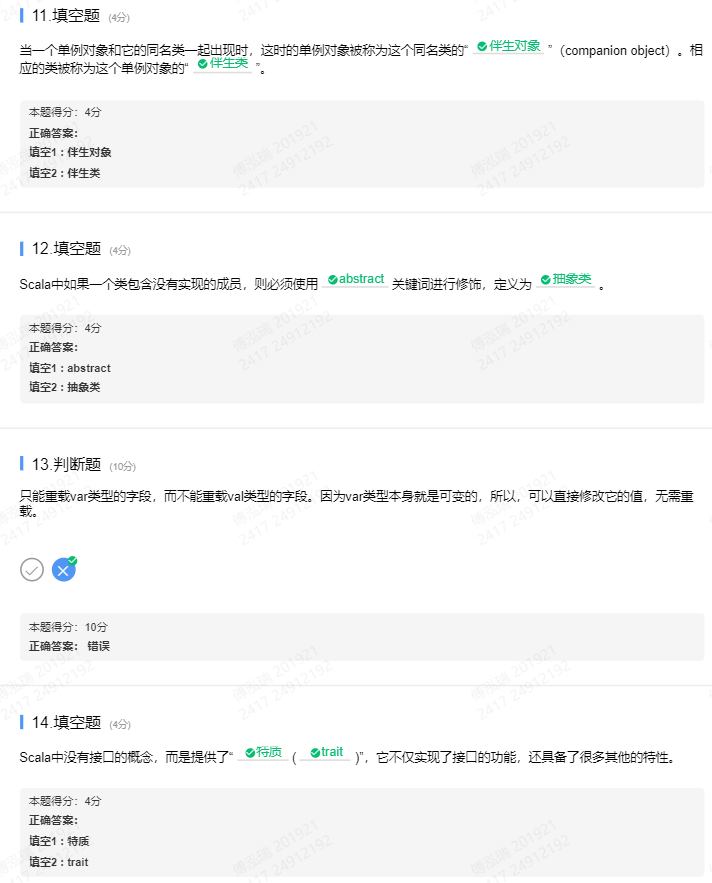 11.填空题 (4分)
当一个单例对象和它的同名类一起出现时，这时的单例对象被称为这个同名类的“ 伴生对象 ”（companion object）。相
应的类被称为这个单例对象的“ 伴生类 ”。
本题得分：4分
正确答案：
填空1：伴生对象
填空2：伴生类
12.填空题 (4分)
Scala中如果一个类包含没有实现的成员，则必须使用 abstract 关键词进行修饰，定义为 抽象类 。
本题得分：4分
正确答案：
填空1：abstract
填空2：抽象类
13.判断题 (10分)
只能重载var类型的字段，而不能重载val类型的字段。因为var类型本身就是可变的，所以，可以直接修改它的值，无需重
载。
本题得分：10分
正确答案： 错误
14.填空题 (4分)
Scala中没有接口的概念，而是提供了“ 特质 ( trait )”，它不仅实现了接口的功能，还具备了很多其他的特性。
本题得分：4分
正确答案：
填空1：特质
填空2：trait